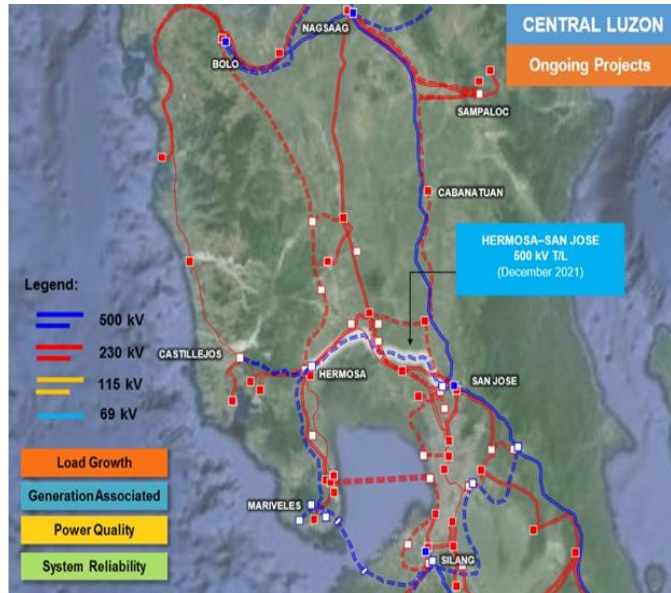 CENTRAL LUZON
Ongoing Projects
NAGSAAG
BOLO
SAMPALOC
CABANATUAN
HERMOSA–SAN JOSE
500 kV T/L
(December 2021)
Legend:
500 kV
230 kV
115 kV
69 kV
CASTILLEJOS
HERMOSA
SAN JOSE
Load Growth
Generation Associated
Power Quality
System Reliability
MARIVELES
SILANG